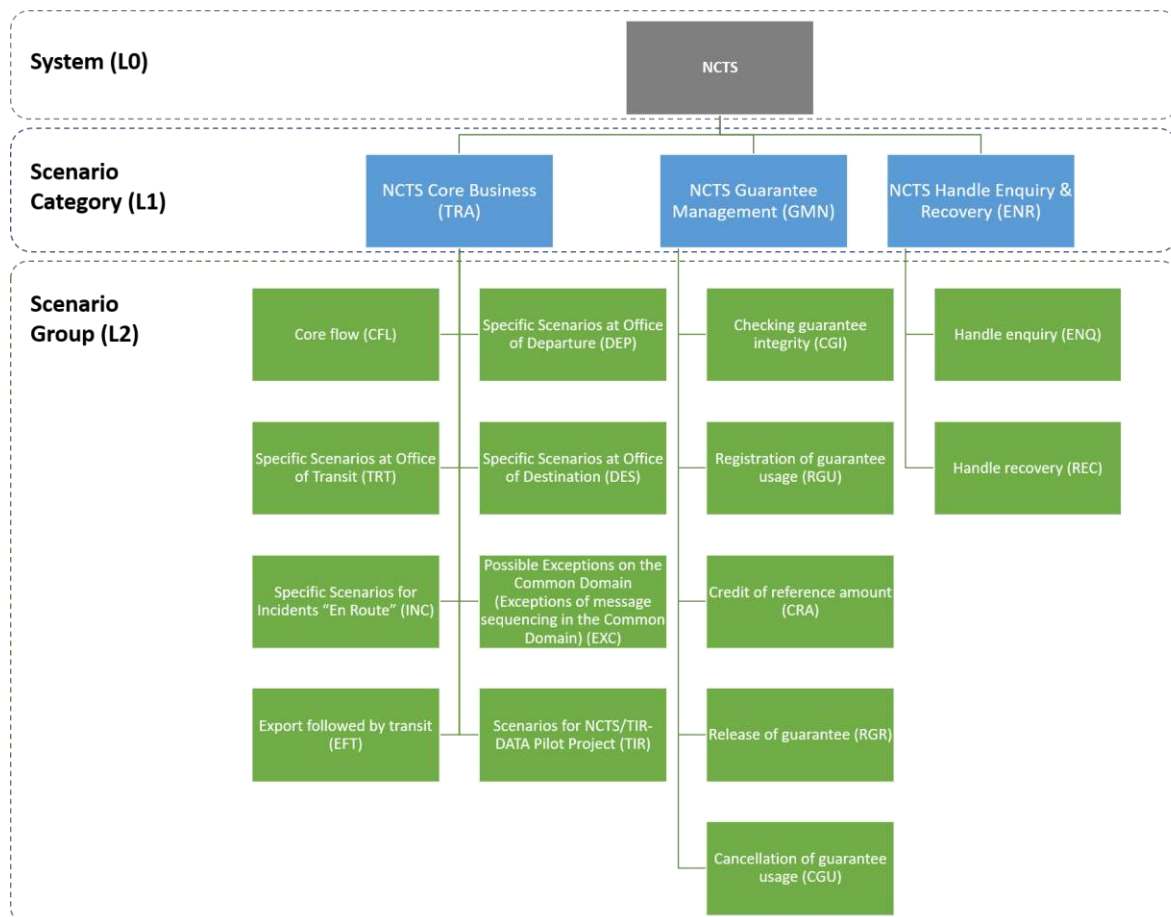 System (L0)
NCTS
Scenario
Category (L1)
NCTS Core Business
(TRA)
NCTS Guarantee
Management (GMN)
NCTS Handle Enquiry &
Recovery (ENR)
Scenario
Group (L2)
Core flow (CFL)
Specific Scenarios at Office
of Departure (DEP)
Checking guarantee
integrity (CGI)
Handle enquiry (ENQ)
Specific Scenarios at Office
of Transit (TRT)
Specific Scenarios at Office
of Destination (DES)
Registration of guarantee
usage (RGU)
Handle recovery (REC)
Specific Scenarios for
Incidents “En Route” (INC)
Possible Exceptions on the
Common Domain
(Exceptions of message
sequencing in the Common
Domain) (EXC)
Credit of reference amount
(CRA)
Export followed by transit
(EFT)
Scenarios for NCTS/TIR-
DATA Pilot Project (TIR)
Release of guarantee (RGR)
Cancellation of guarantee
usage (CGU)